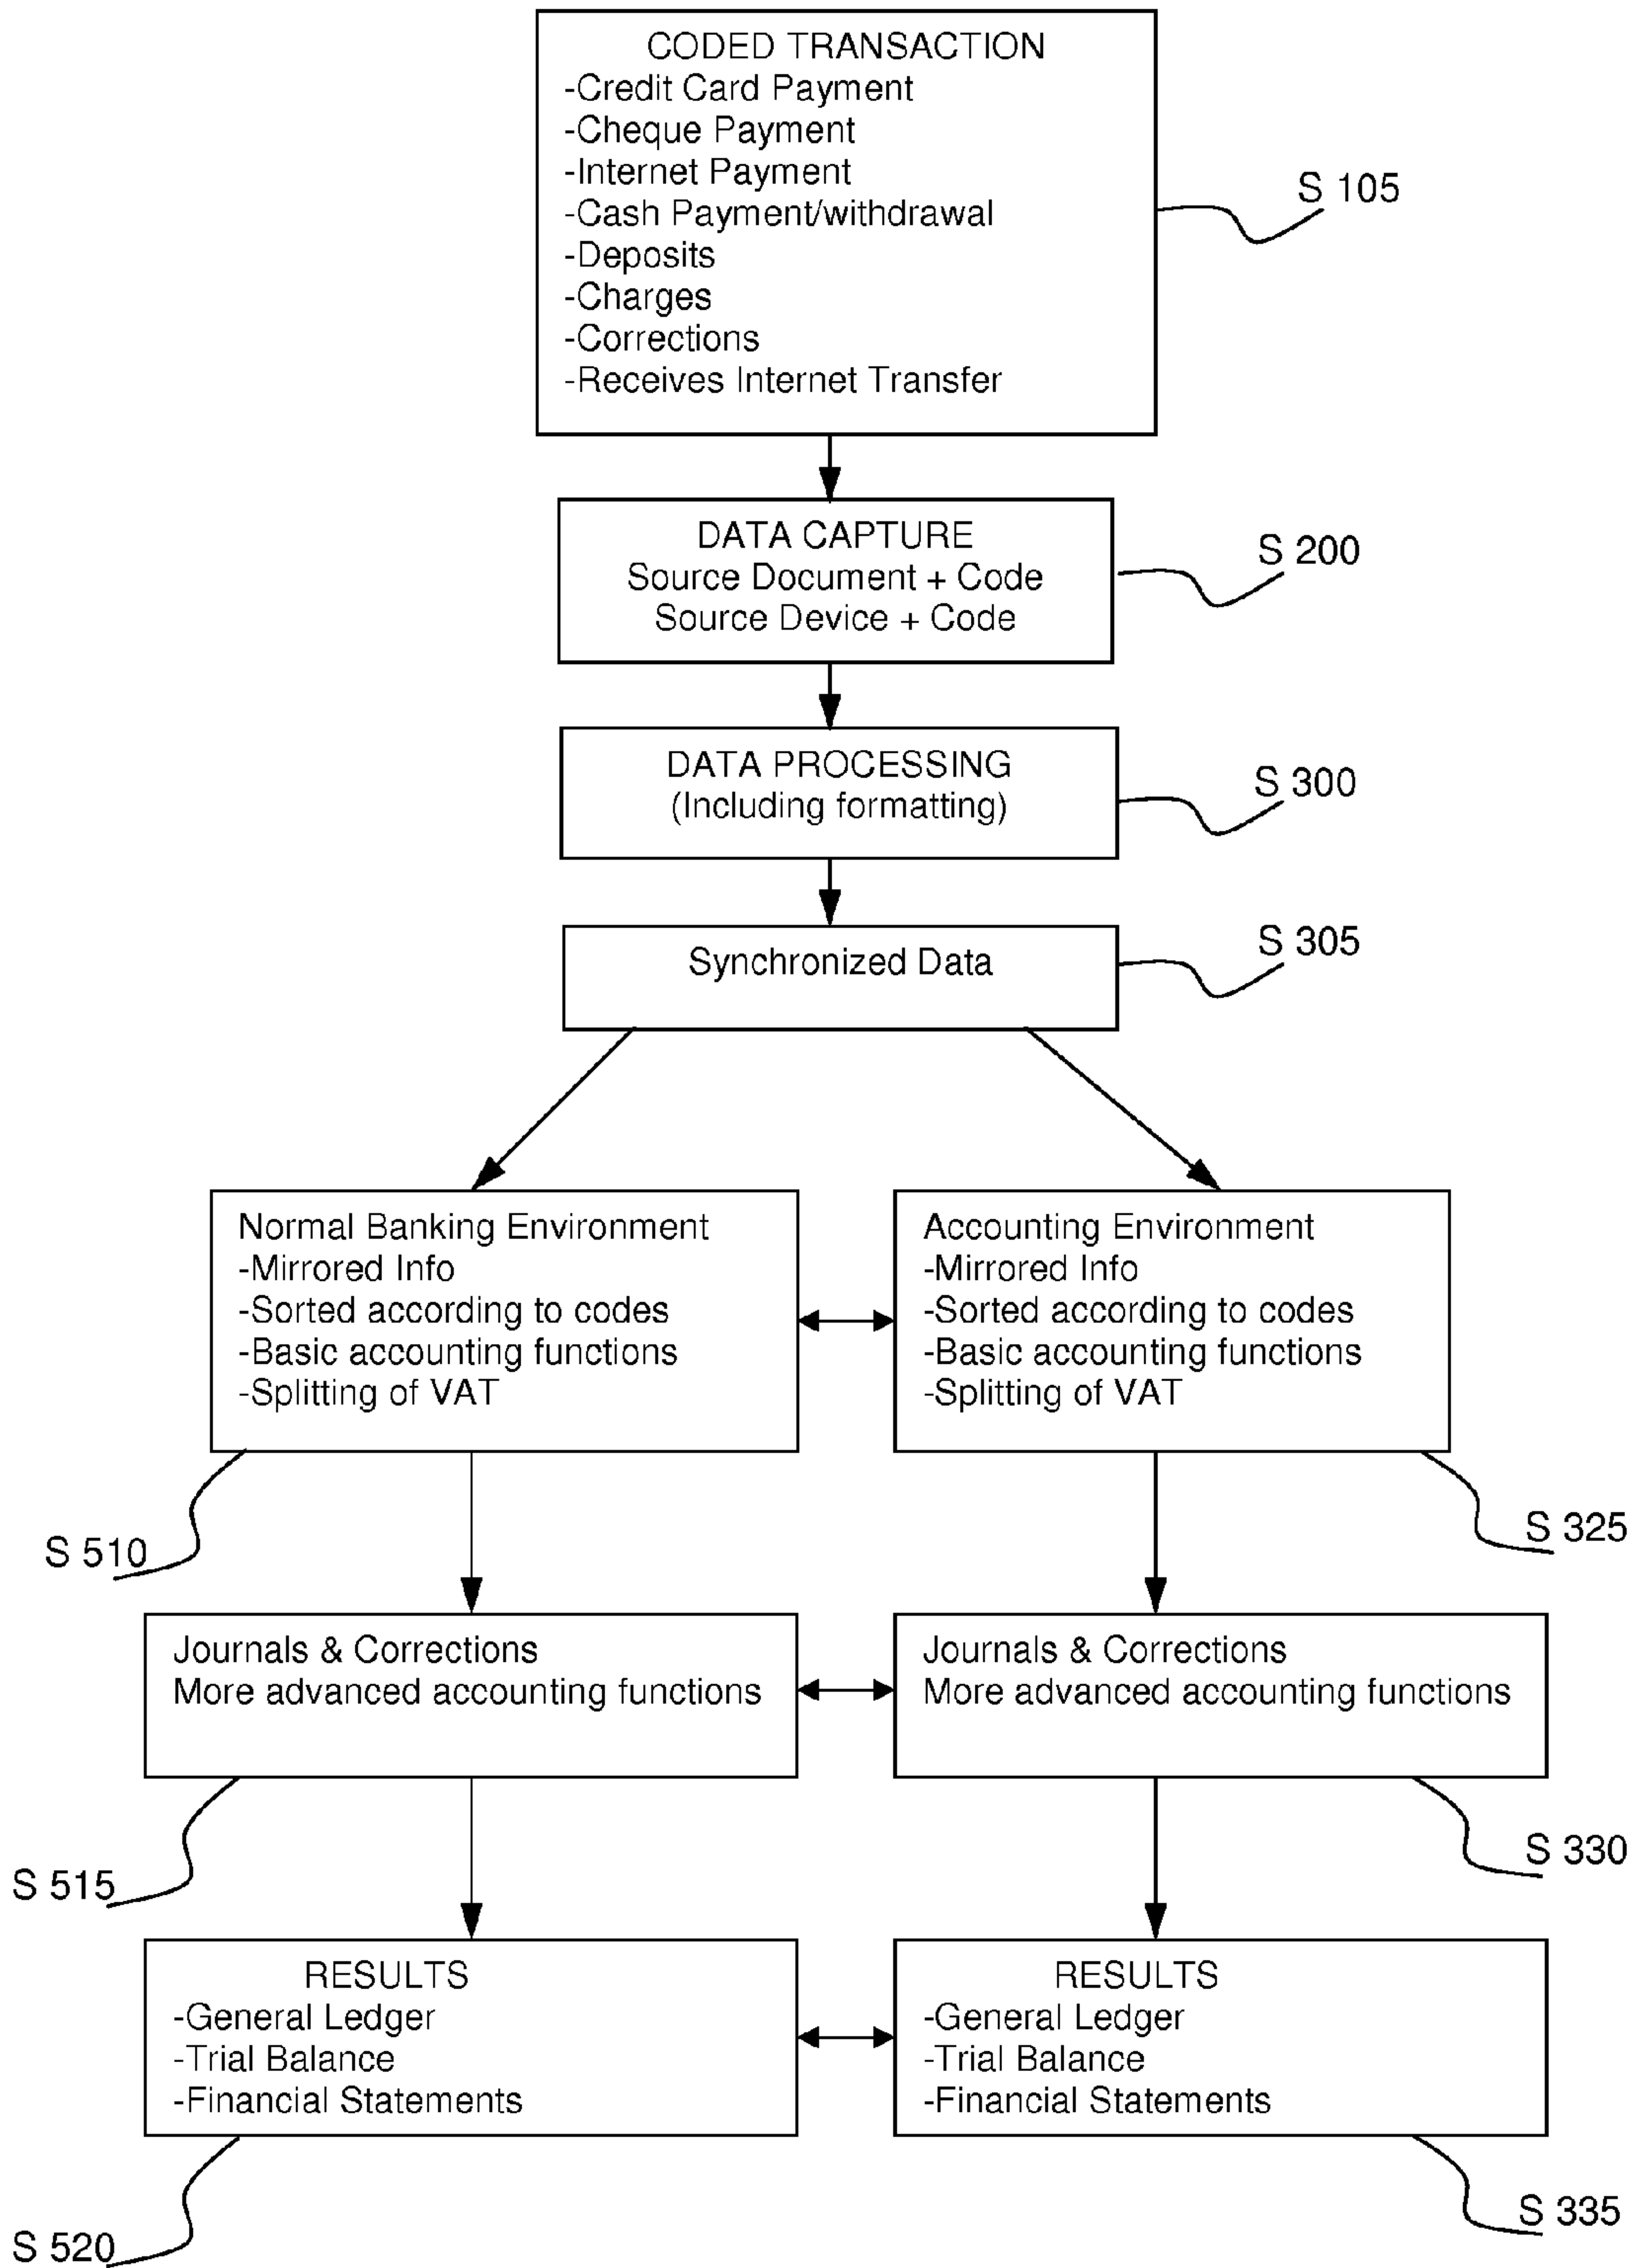 CODED TRANSACTION
-Credit Card Payment
-Cheque Payment
-Internet Payment
-Cash Payment/withdrawal
-Deposits
-Charges
-Corrections
-Receives Internet Transfer
S 105
DATA CAPTURE
Source Document + Code
Source Device + Code
S 200
DATA PROCESSING
(Including formatting)
S 300
Synchronized Data
S 305
Normal Banking Environment
-Mirrored Info
-Sorted according to codes
-Basic accounting functions
-Splitting of VAT
S 510
Accounting Environment
-Mirrored Info
-Sorted according to codes
-Basic accounting functions
-Splitting of VAT
S 325
Journals & Corrections
More advanced accounting functions
S 515
Journals & Corrections
More advanced accounting functions
S 330
RESULTS
-General Ledger
-Trial Balance
-Financial Statements
S 520
RESULTS
-General Ledger
-Trial Balance
-Financial Statements
S 335